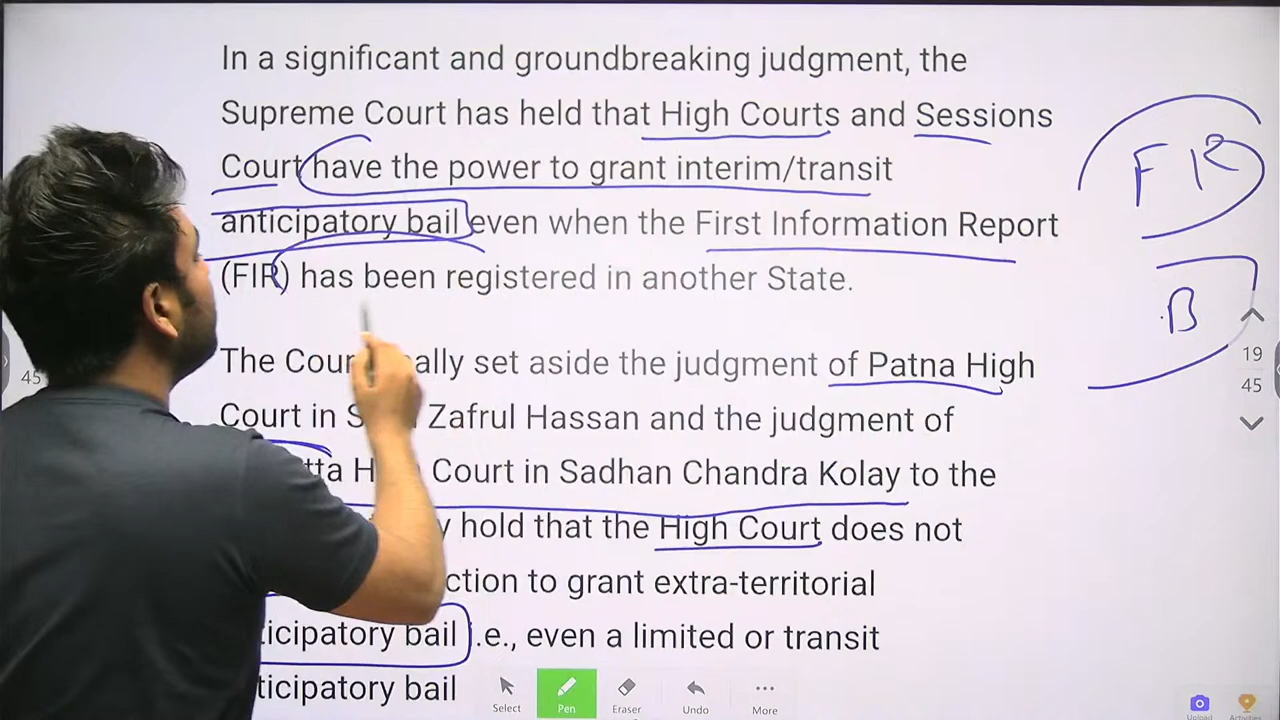 In a significant and groundbreaking judgment, the
Supreme Court has held that High Courts and Sessions
Court have the power to grant interim/transit
anticipatory bail even when the First Information Report
(FIR) has been registered in another State.
The ally set aside the judgment of Patna High
Court in Zafrul Hassan and the judgment of
Court in Sadhan Chandra Kolay to the
hold that the High Court does not
ction to grant extra-territorial
icipatory bail i.e., even a limited or transit
ticipatory bail
F R
B
19
45
45
Select
Pen
Eraser
Undo
More
Upload
Activities